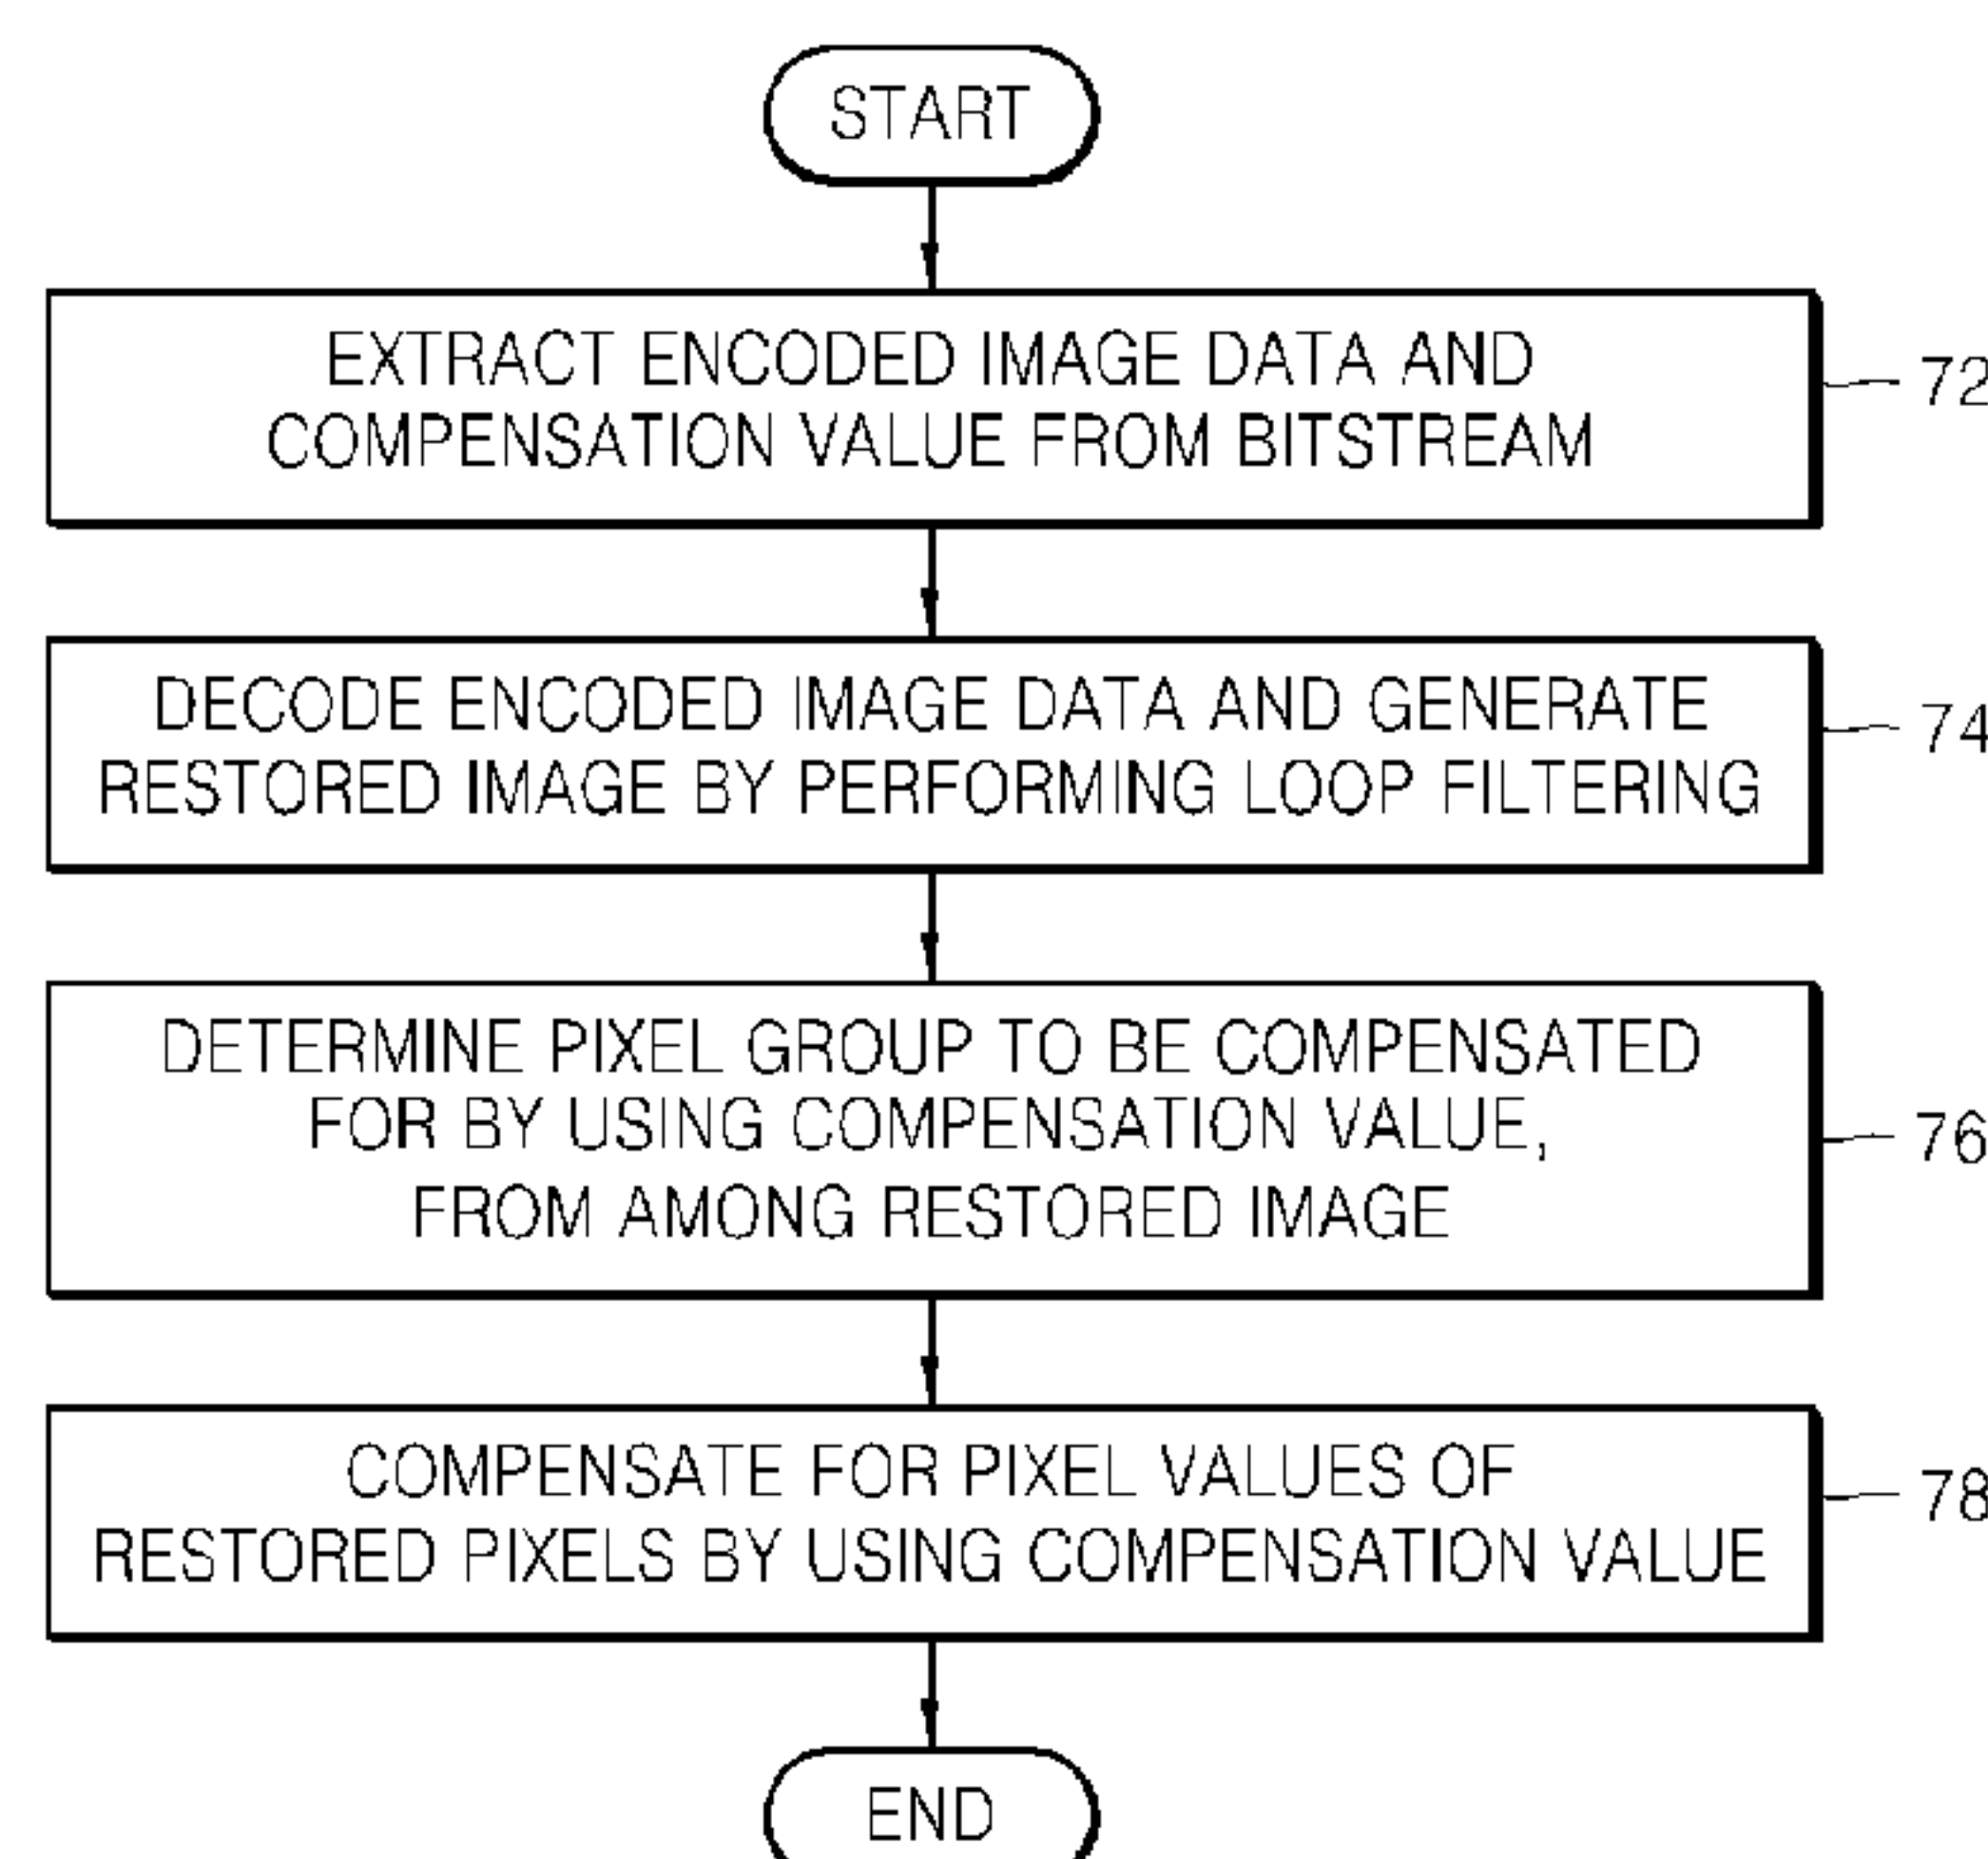 START
EXTRACT ENCODED IMAGE DATA AND
COMPENSATION VALUE FROM BITSTREAM
72
DECODE ENCODED IMAGE DATA AND GENERATE
RESTORED IMAGE BY PERFORMING LOOP FILTERING
74
DETERMINE PIXEL GROUP TO BE COMPENSATED
FOR BY USING COMPENSATION VALUE,
FROM AMONG RESTORED IMAGE
76
COMPENSATE FOR PIXEL VALUES OF
RESTORED PIXELS BY USING COMPENSATION VALUE
78
END